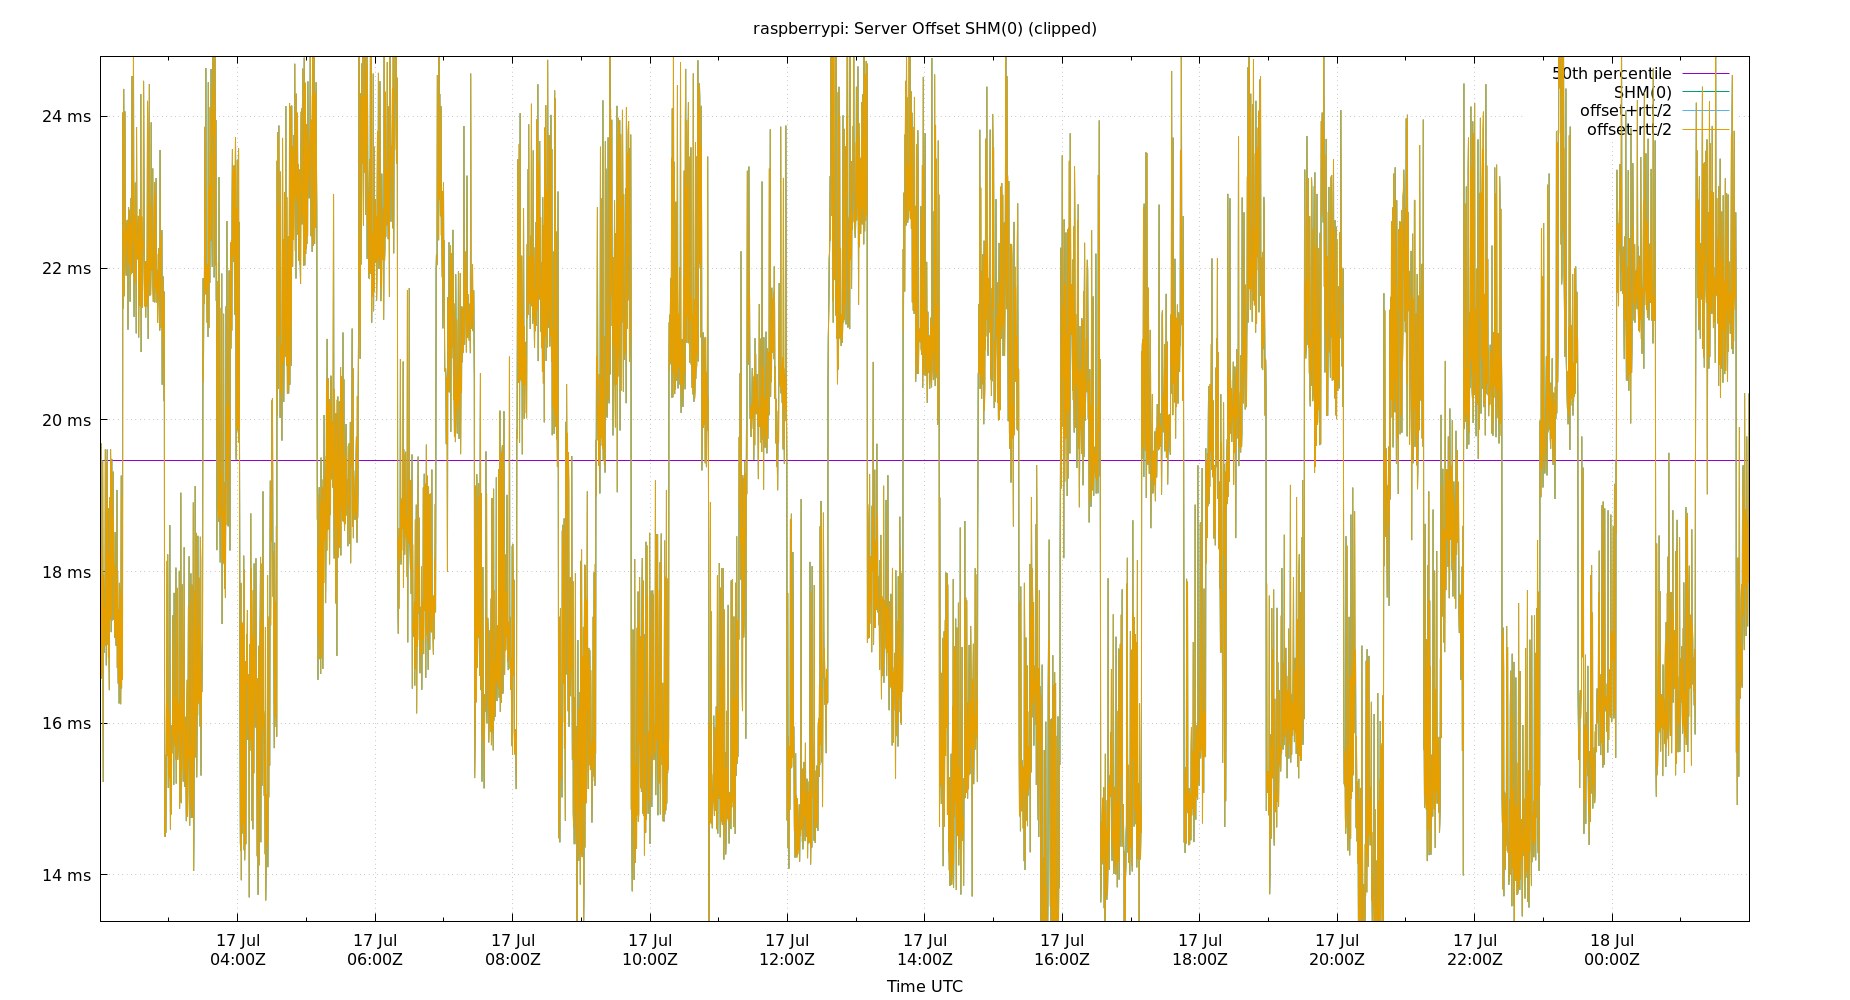 raspberrypi: Server Offset SHM(0) (clipped)
50th percentile
SHM(0)
offset+rtt/2
offset-rtt/2
24 ms
22 ms
20 ms
18 ms
16 ms
14 ms
17 Jul 17 Jul 17 Jul 17 Jul 17 Jul 17 Jul 17 Jul 17 Jul 17 Jul 17 Jul 18 Jul
04:00Z 06:00Z 08:00Z 10:00Z 12:00Z 14:00Z 16:00Z 18:00Z 20:00Z 22:00Z 00:00Z
Time UTC